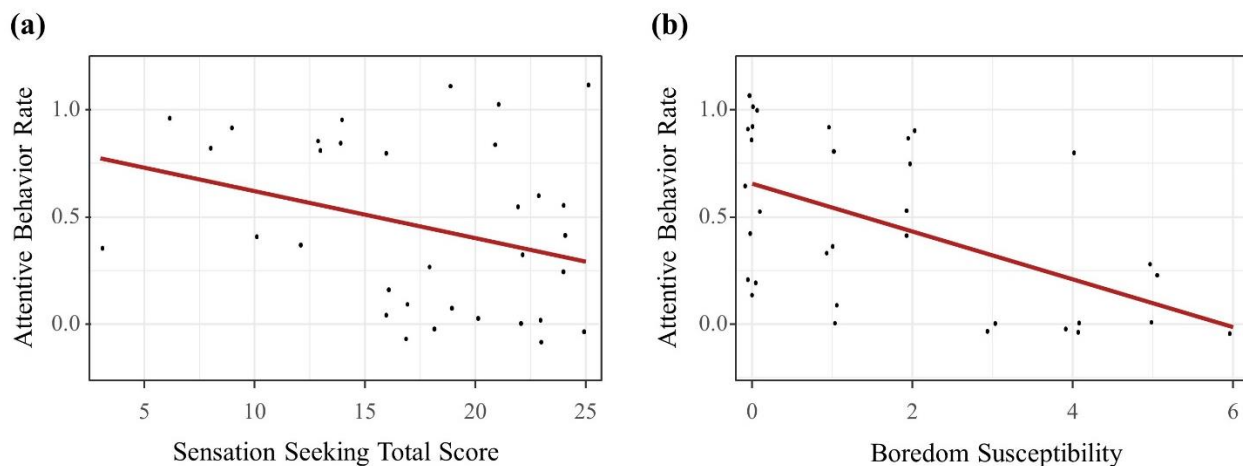 (a)
Attentive Behavior Rate
1.0
0.5
0.0
5 10 15 20 25
Sensation Seeking Total Score
(b)
Attentive Behavior Rate
1.0
0.5
0.0
0 2 4 6
Boredom Susceptibility